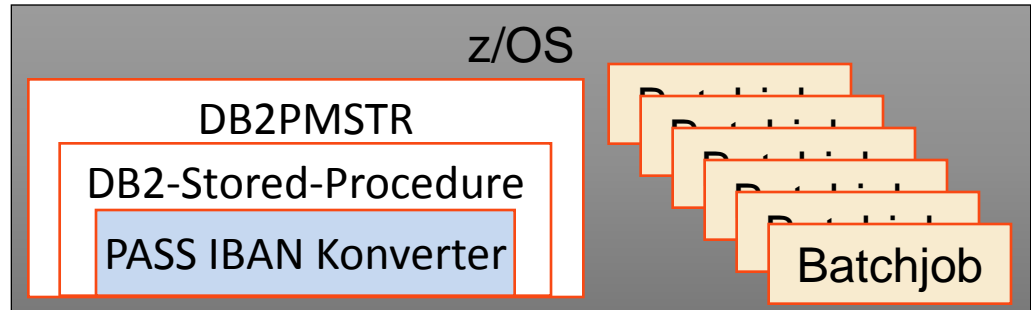 z/OS
DB2PMSTR
DB2-Stored-Procedure
PASS IBAN Konverter
Batchjob